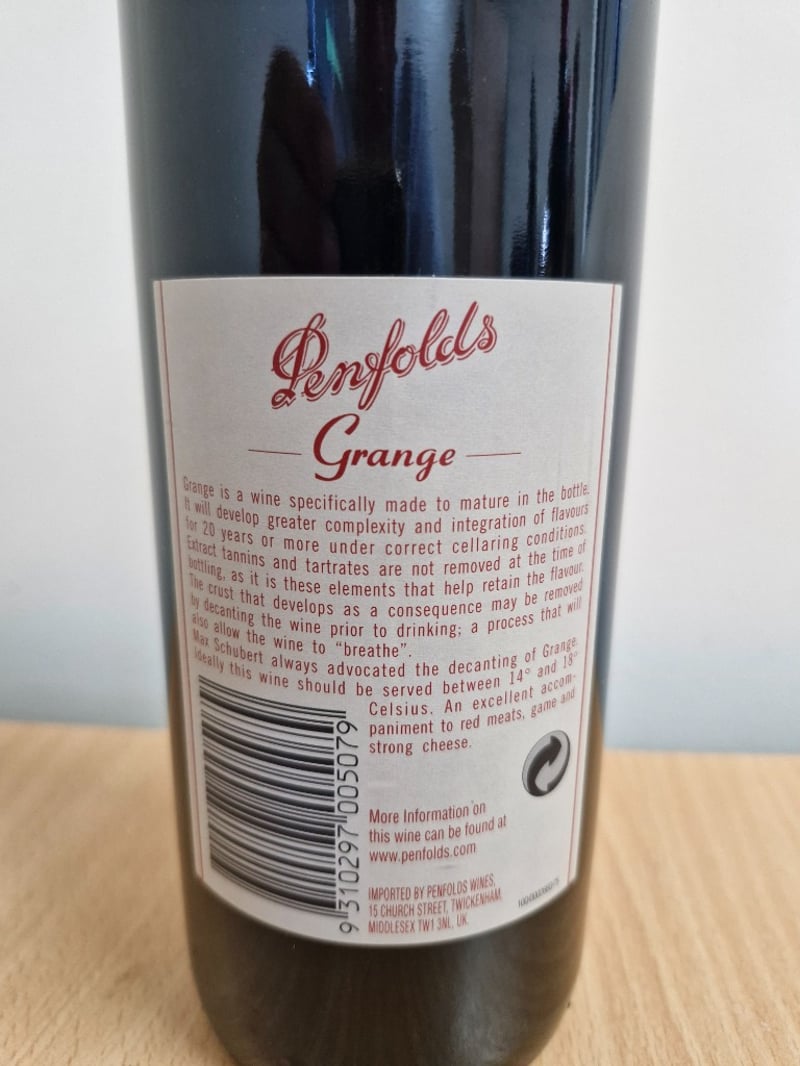 Penfolds
Grange
Grange is a wine specifically made to mature in the bottle.
It will develop greater complexity and integration of flavours
for 20 years or more under correct cellaring conditions.
Extract tannins and tartrates are not removed at the time of
bottling, as it is these elements that help retain the flavour.
The crust that develops as a consequence may be removed
by decanting the wine prior to drinking; a process that will
also allow the wine to “breathe”.
Max Schubert always advocated the decanting of Grange.
Ideally this wine should be served between 14° and 18°
Celsius. An excellent accom-
paniment to red meats, game and
strong cheese.
More Information on
this wine can be found at
www.penfolds.com
IMPORTED BY PENFOLDS WINES,
15 CHURCH STREET, TWICKENHAM,
MIDDLESEX TW1 3NL, UK.
9 310297 005079